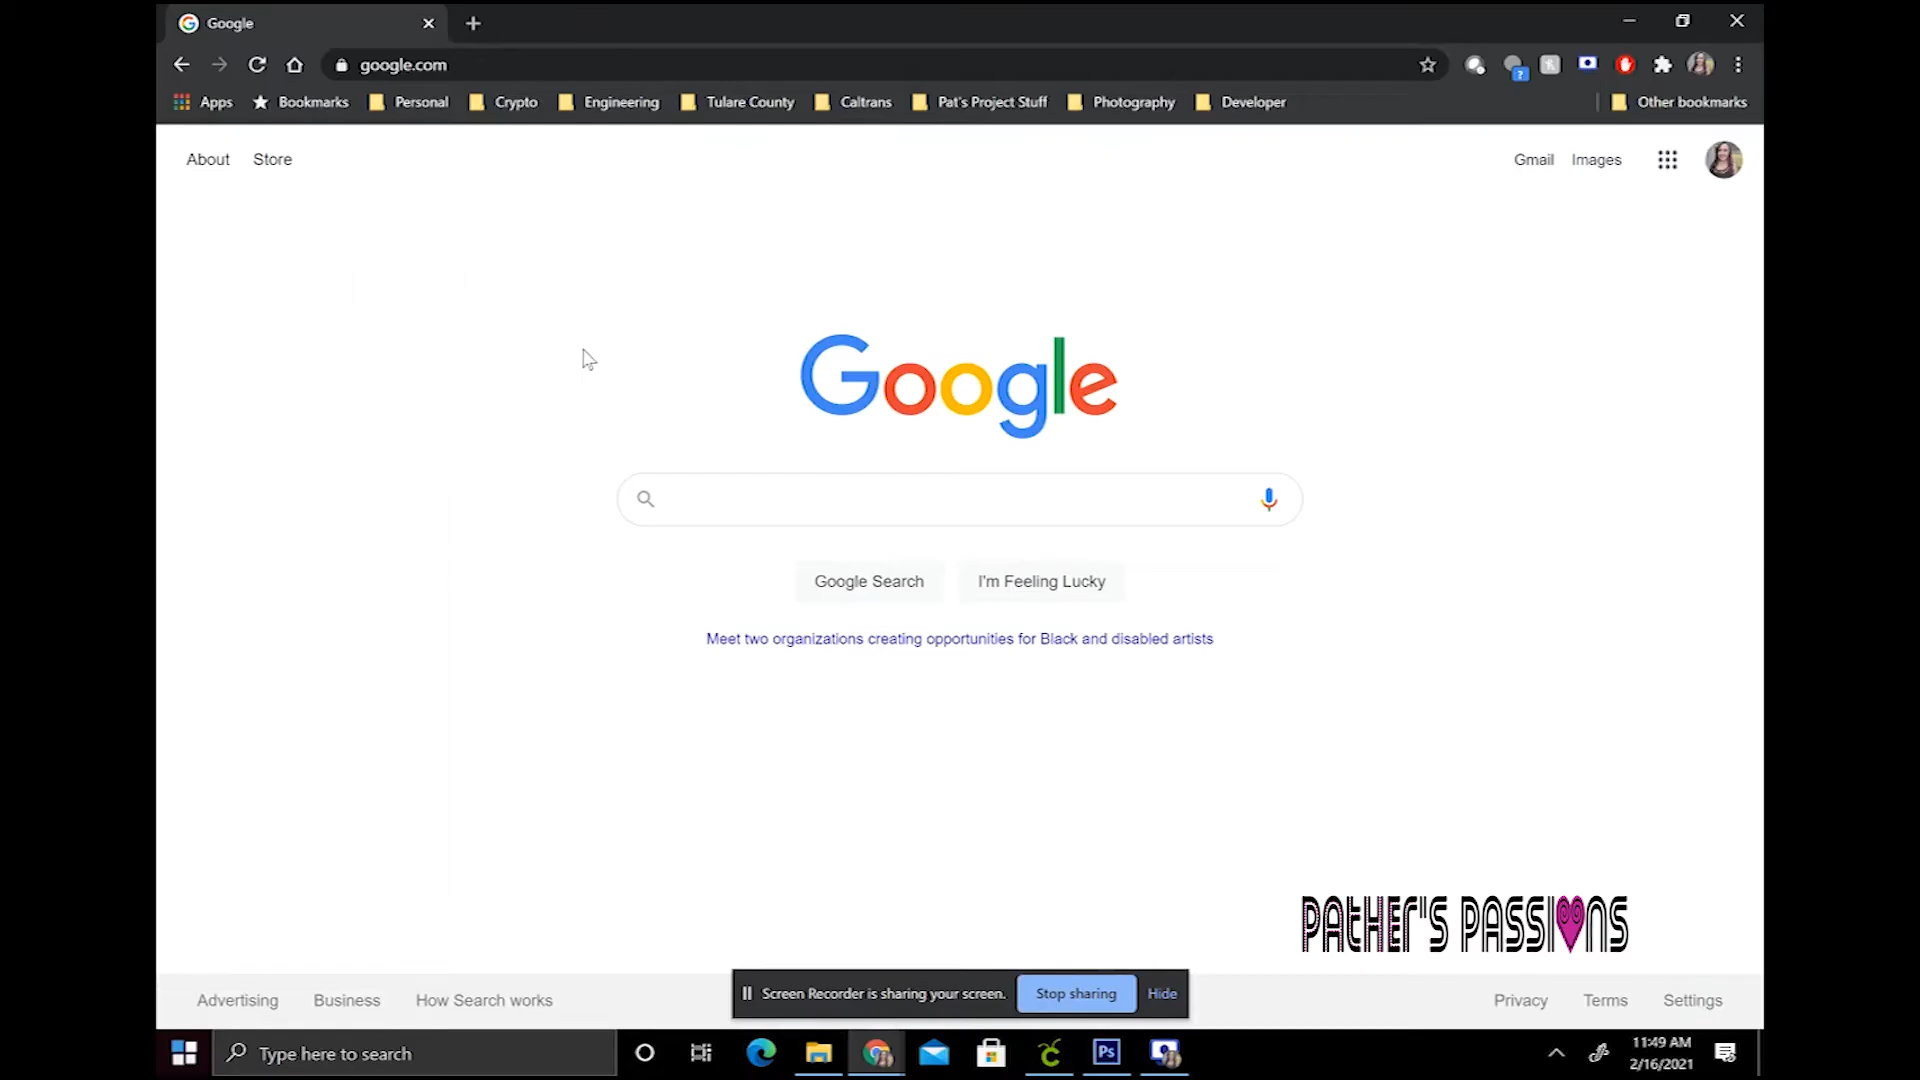 Google
google.com
Apps Bookmarks Personal Crypto Engineering Tulare County Caltrans Pat's Project Stuff Photography Developer Other bookmarks
About Store Gmail Images
Google
Google Search I'm Feeling Lucky
Meet two organizations creating opportunities for Black and disabled artists
PATHER'S PASSIONS
Advertising Business How Search works Privacy Terms Settings
Screen Recorder is sharing your screen. Stop sharing Hide
Type here to search Ps 11:49 AM
2/16/2021